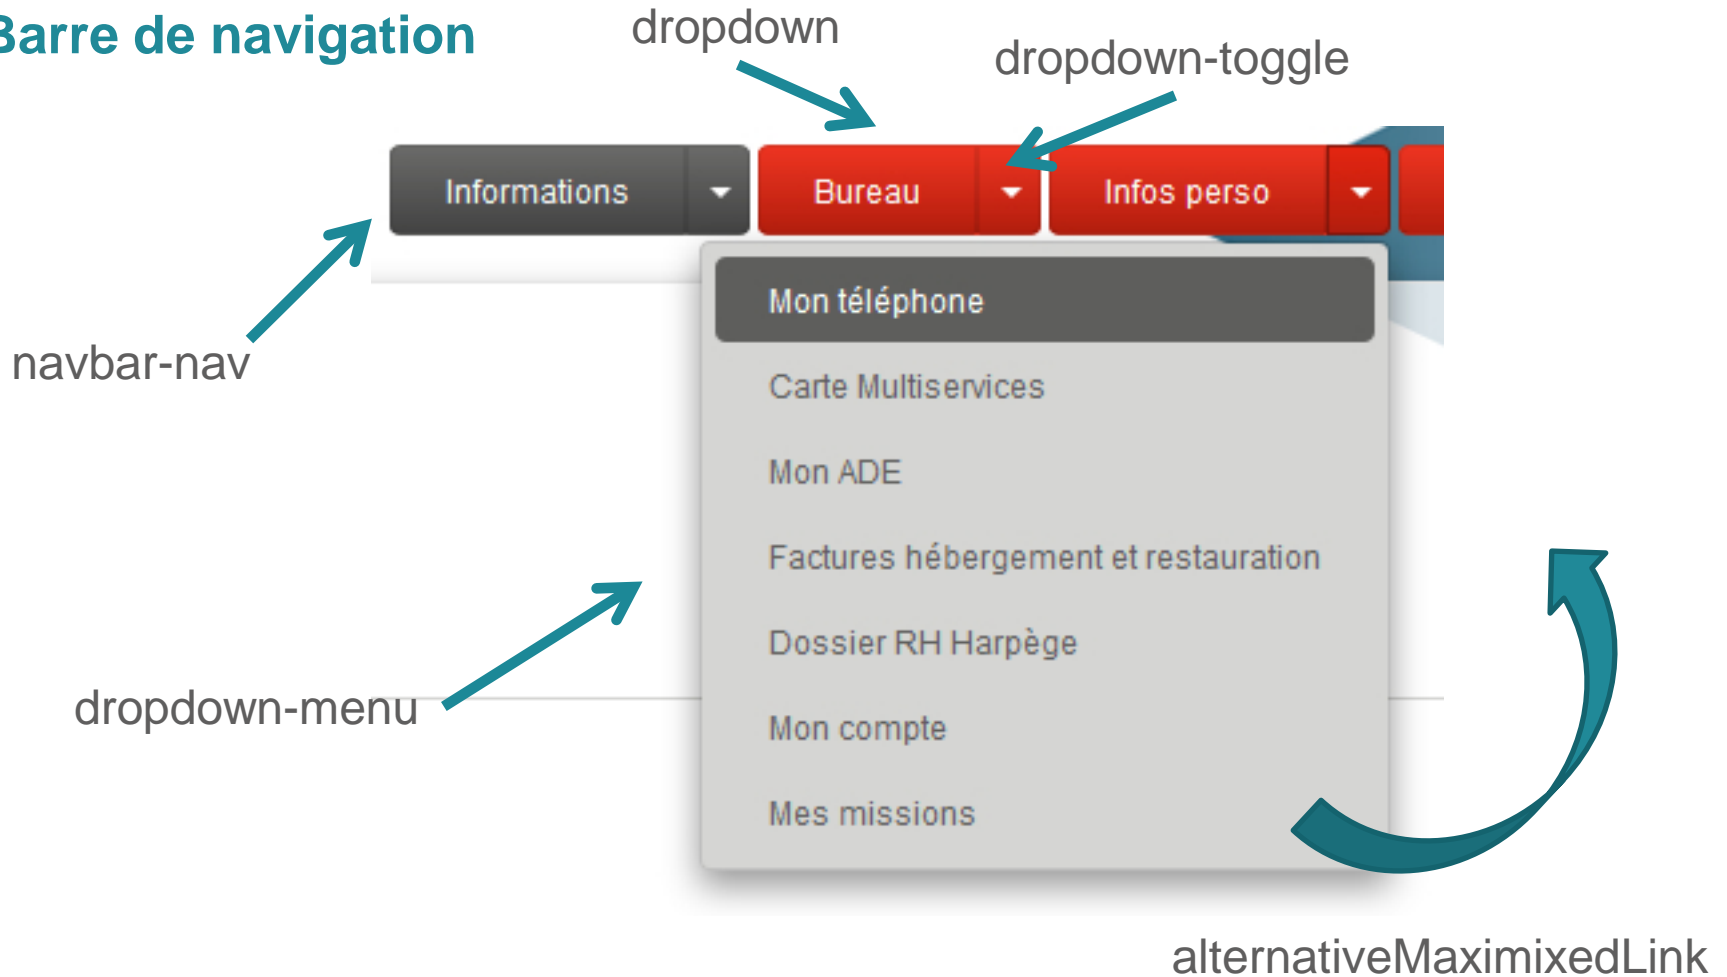 Barre de navigation
dropdown
dropdown-toggle
Informations
Bureau
Infos perso
Mon téléphone
navbar-nav
Carte Multiservices
Mon ADE
Factures hébergement et restauration
Dossier RH Harpège
dropdown-menu
Mon compte
Mes missions
alternativeMaximixedLink